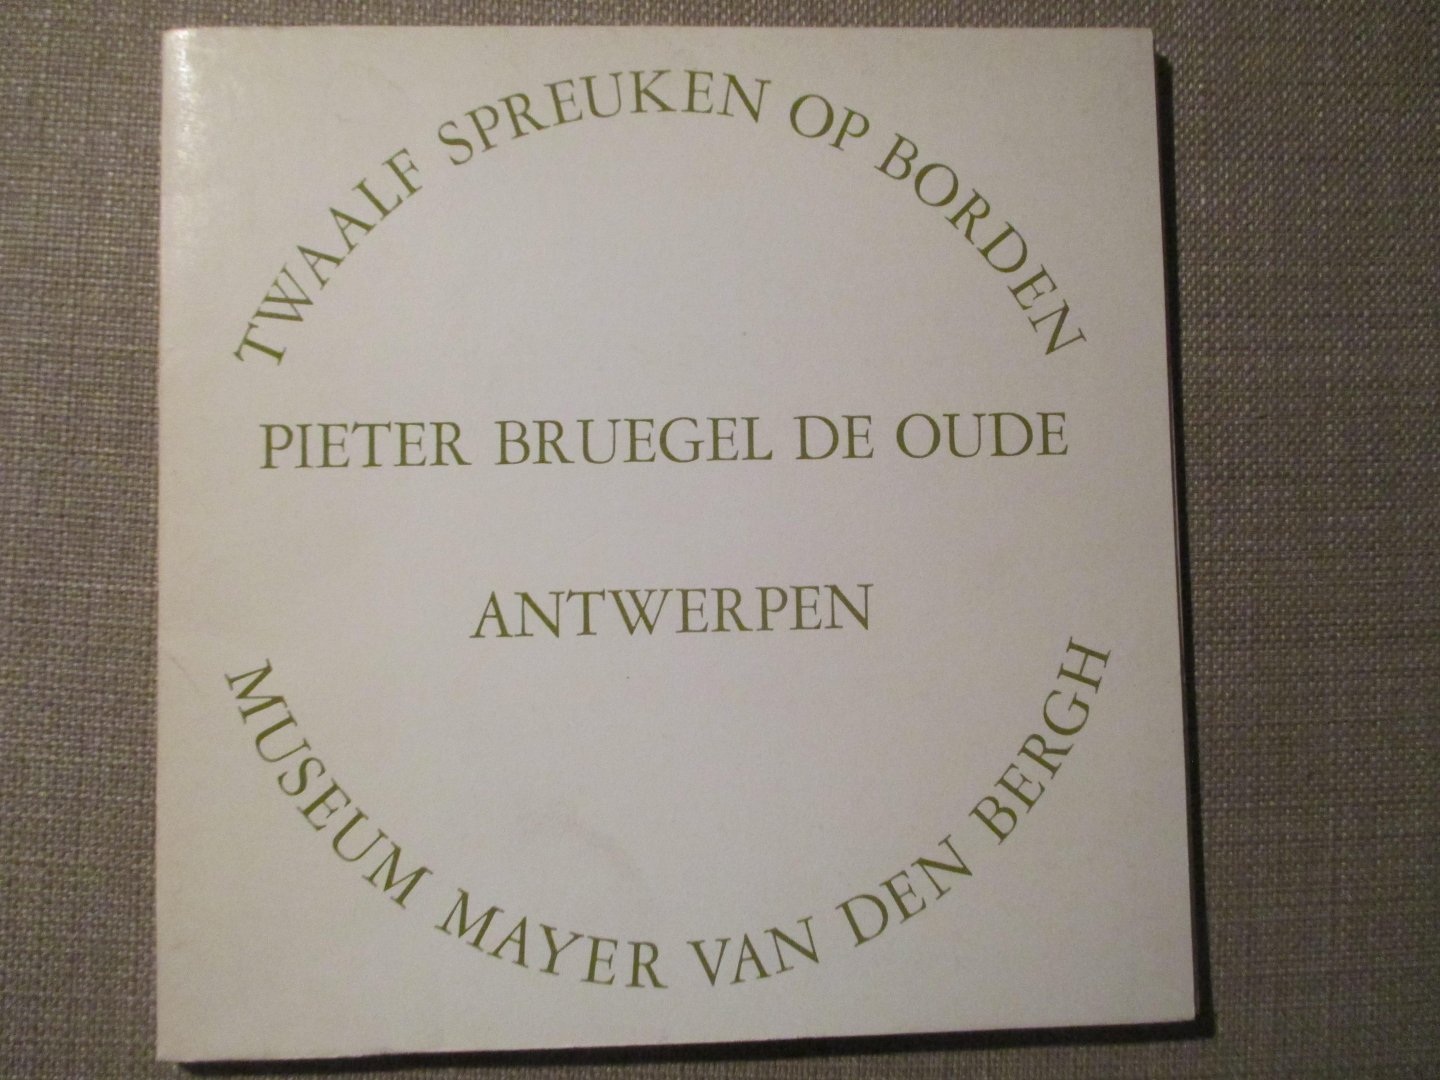 TWAALF SPREUKEN OP BORDEN
PIETER BRUEGEL DE OUDE
ANTWERPEN
MUSEUM MAYER VAN DEN BERGH